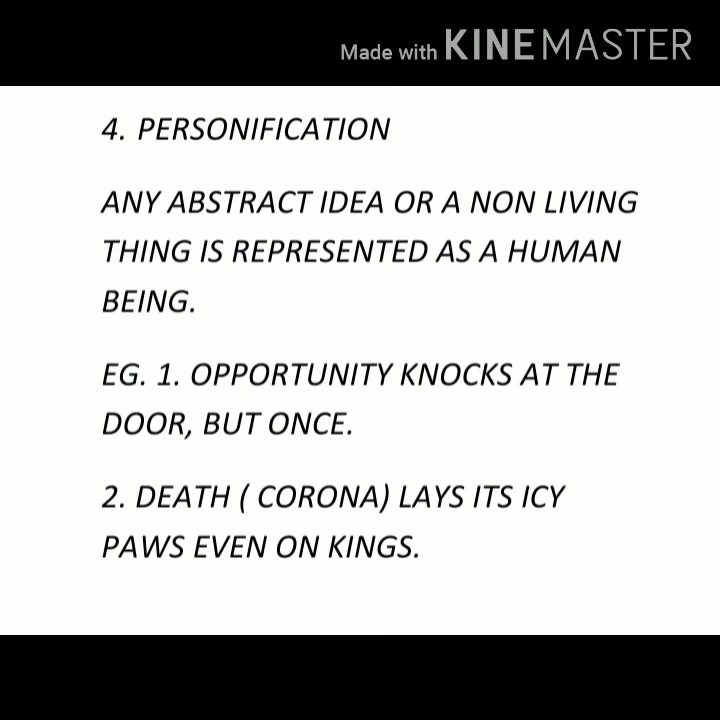 Made with KINEMASTER
4. PERSONIFICATION
ANY ABSTRACT IDEA OR A NON LIVING
THING IS REPRESENTED AS A HUMAN
BEING.
EG. 1. OPPORTUNITY KNOCKS AT THE
DOOR, BUT ONCE.
2. DEATH ( CORONA) LAYS ITS ICY
PAWS EVEN ON KINGS.